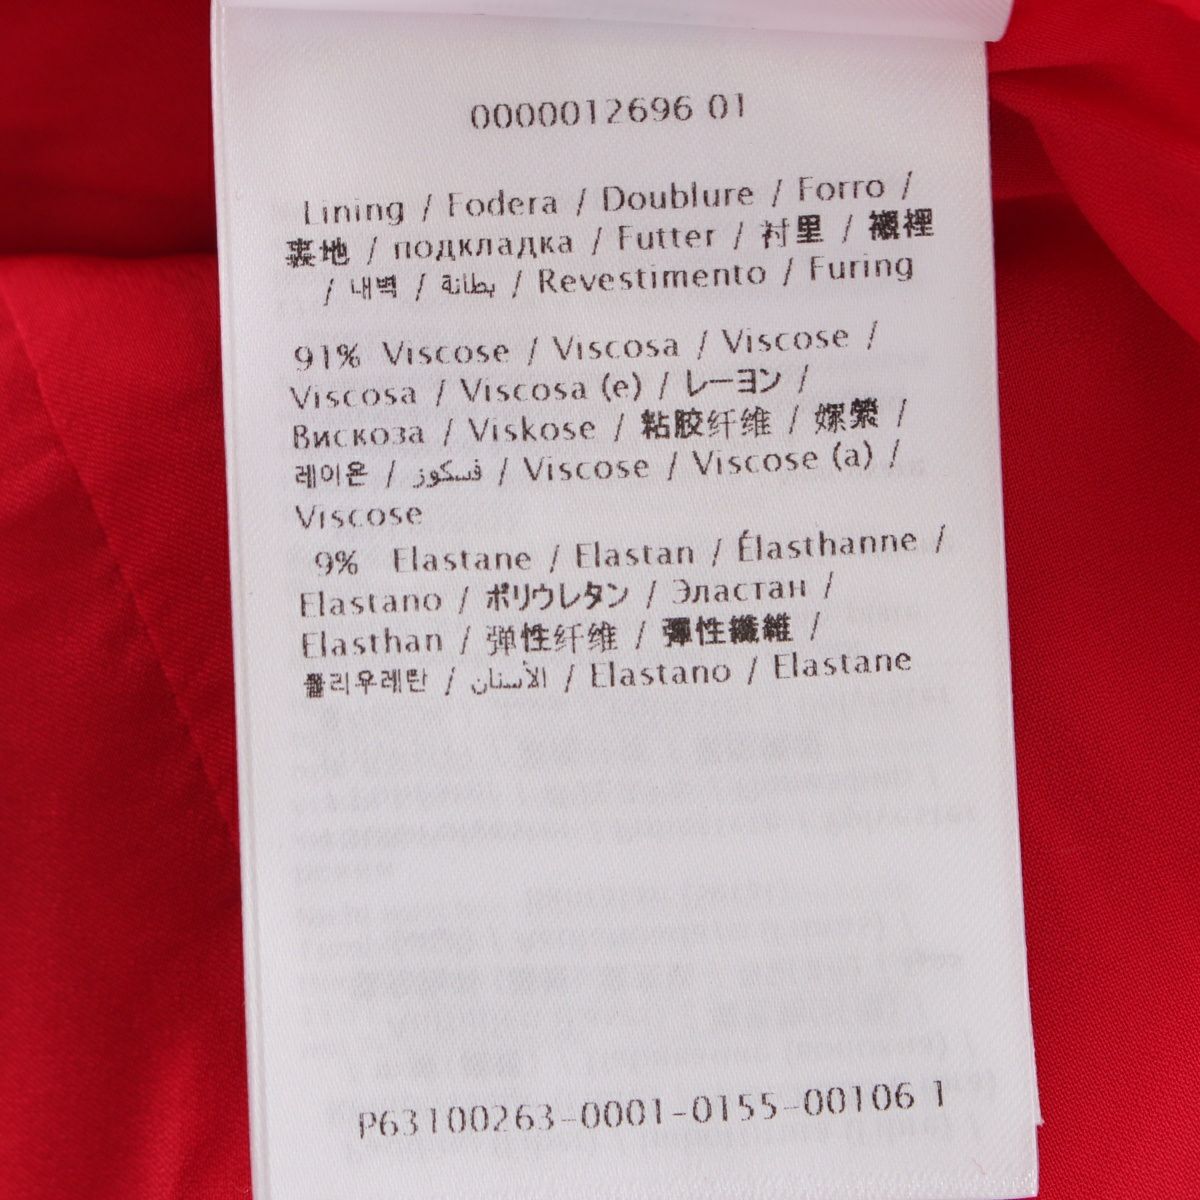 0000012696 01
Lining / Fodera / Doublure / Forro /
裏地 / подкладка / Futter / 衬里 / 襯裡
/ 내벽 / بطانة / Revestimento / Furing
91% Viscose / Viscosa / Viscose /
Viscosa / Viscosa (e) / レーヨン /
Вискоза / Viskose / 粘胶纤维 / 嫘縈 /
레이온 / فسكوز / Viscose / Viscose (a) /
Viscose
9% Elastane / Elastan / Élasthanne /
Elastano / ポリウレタン / Эластан /
Elasthan / 弹性纤维 / 彈性纖維 /
폴리우레탄 / الأستان / Elastano / Elastane
P63100263-0001-0155-00106 1